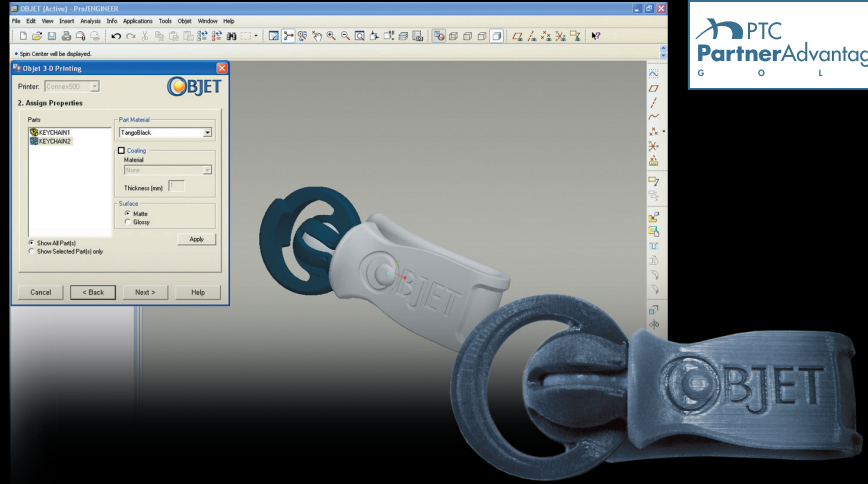 OBJET (Active) - Pro/ENGINEER
File Edit View Insert Analysis Info Applications Tools Objet Window Help
• Spin Center will be displayed.
Objet 3-D Printing
Printer: Connex500
OBJET
2. Assign Properties
Parts
KEYCHAIN1
KEYCHAIN2
Part Material
TangoBlack
Coating
Material
None
Thickness (mm) 1
Surface
Matte
Glossy
Show All Part(s)
Show Selected Part(s) only
Apply
Cancel < Back Next > Help
PTC
PartnerAdvantag
G O L
OBJET
OBJET